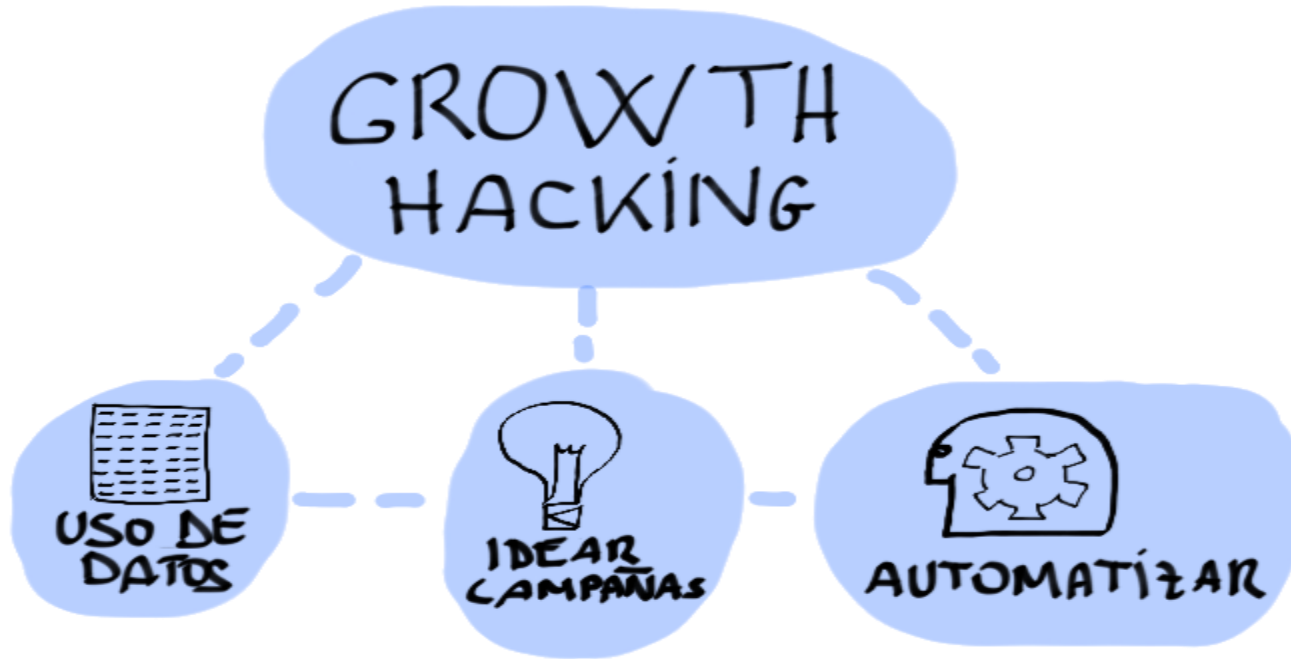 GROWTH
HACKING
USO DE
DATOS
IDEAR
CAMPAÑAS
AUTOMATIZAR